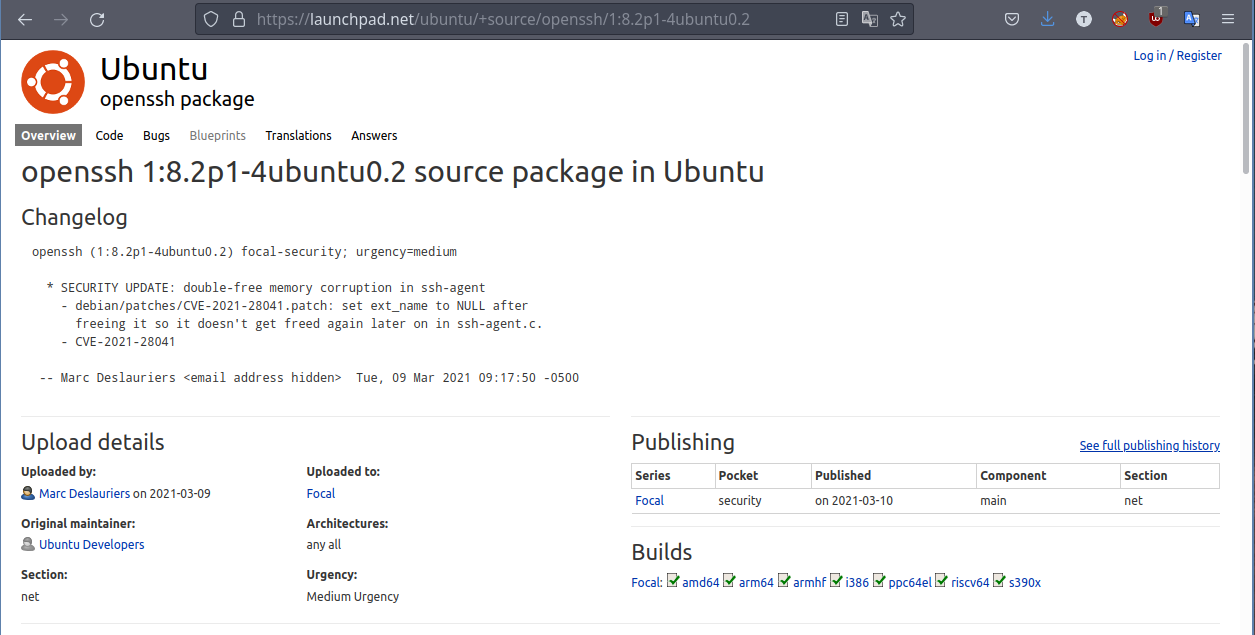 https://launchpad.net/ubuntu/+source/openssh/1:8.2p1-4ubuntu0.2
T
1
Log in / Register
Ubuntu
openssh package
Overview Code Bugs Blueprints Translations Answers
openssh 1:8.2p1-4ubuntu0.2 source package in Ubuntu
Changelog
openssh (1:8.2p1-4ubuntu0.2) focal-security; urgency=medium
* SECURITY UPDATE: double-free memory corruption in ssh-agent
- debian/patches/CVE-2021-28041.patch: set ext_name to NULL after
freeing it so it doesn't get freed again later on in ssh-agent.c.
- CVE-2021-28041
-- Marc Deslauriers <email address hidden>  Tue, 09 Mar 2021 09:17:50 -0500
Upload details
Uploaded by:
Marc Deslauriers on 2021-03-09
Uploaded to:
Focal
Original maintainer:
Ubuntu Developers
Architectures:
any all
Section:
net
Urgency:
Medium Urgency
Publishing
See full publishing history
Series Pocket Published Component Section
Focal security on 2021-03-10 main net
Builds
Focal: amd64 arm64 armhf i386 ppc64el riscv64 s390x